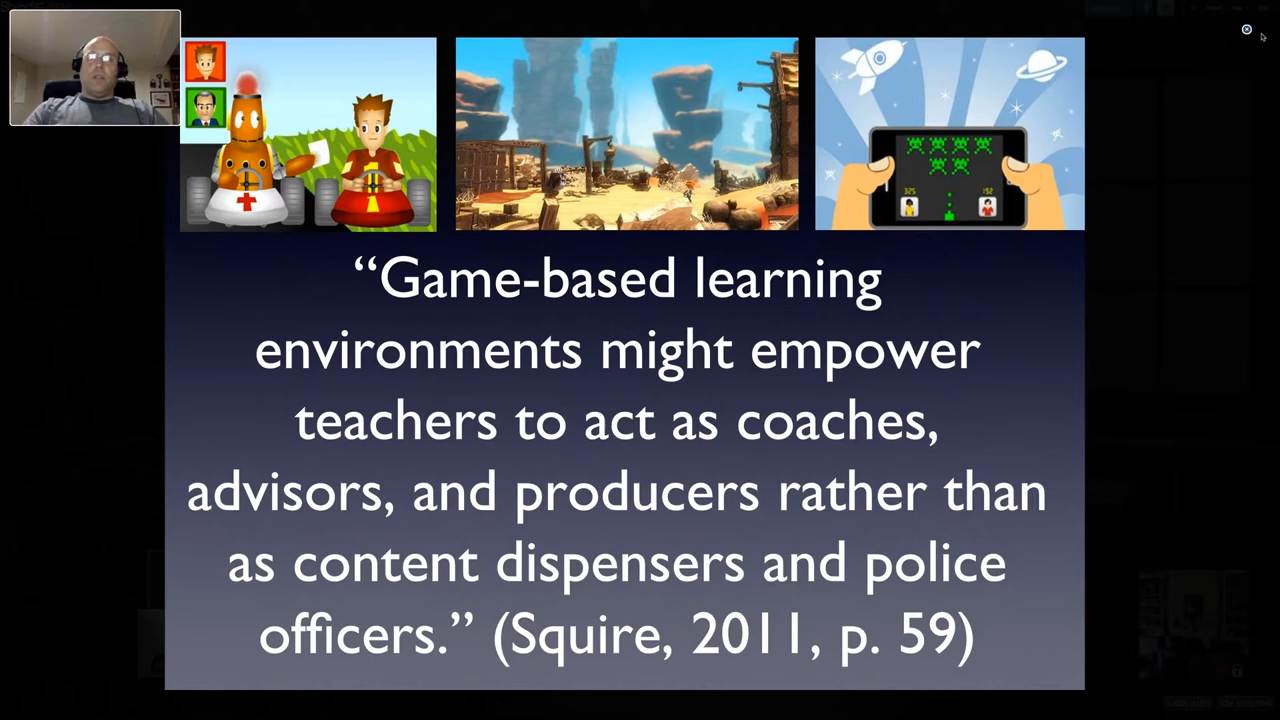 “Game-based learning
environments might empower
teachers to act as coaches,
advisors, and producers rather than
as content dispensers and police
officers.” (Squire, 2011, p. 59)